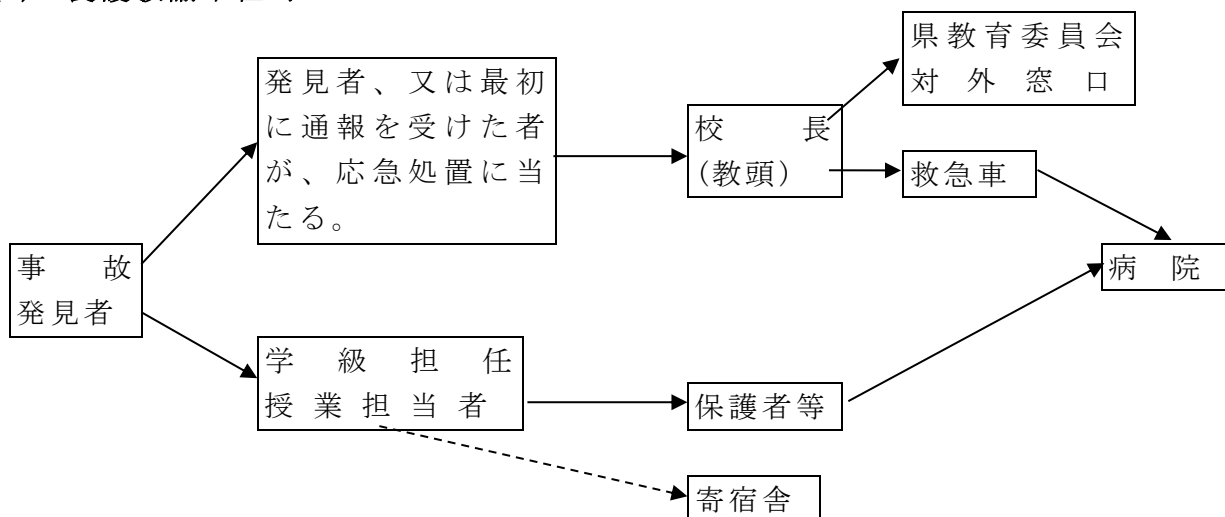 県教育委員会
対外窓口
発見者、又は最初
に通報を受けた者
が、応急処置に当
たる。
校長
(教頭)
救急車
事故
発見者
病院
学級担任
授業担当者
保護者等
寄宿舎